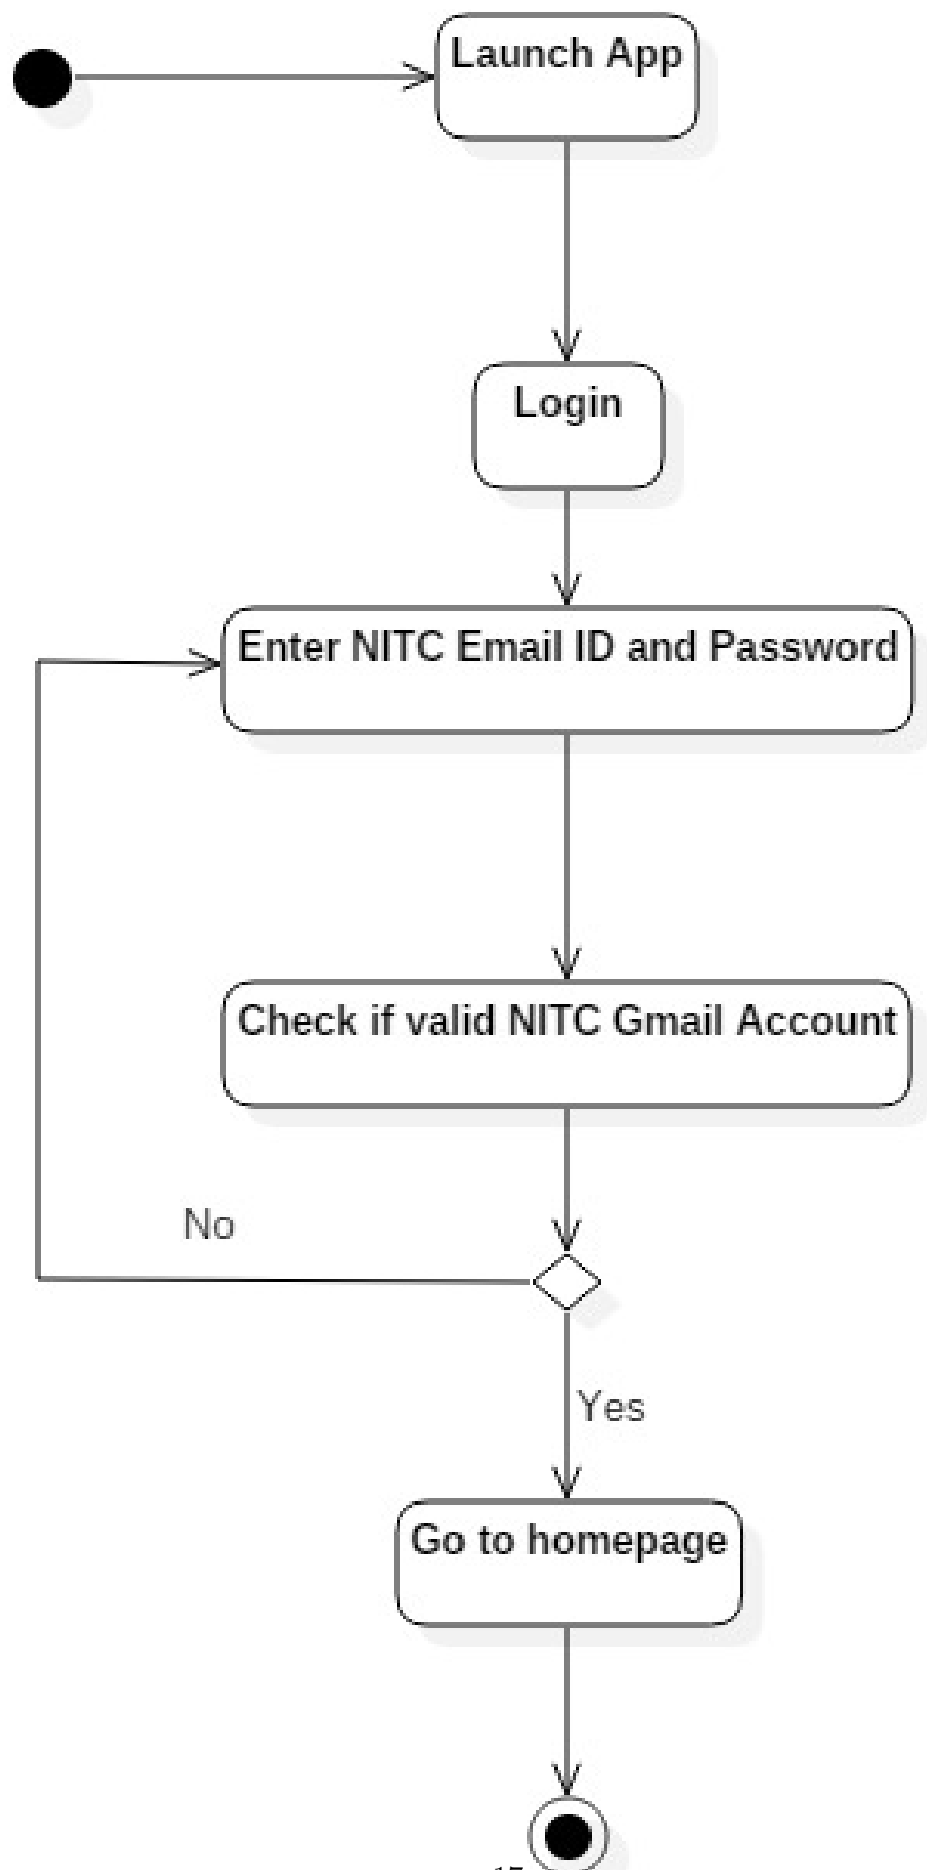 Launch App
Login
Enter NITC Email ID and Password
Check if valid NITC Gmail Account
No
Yes
Go to homepage